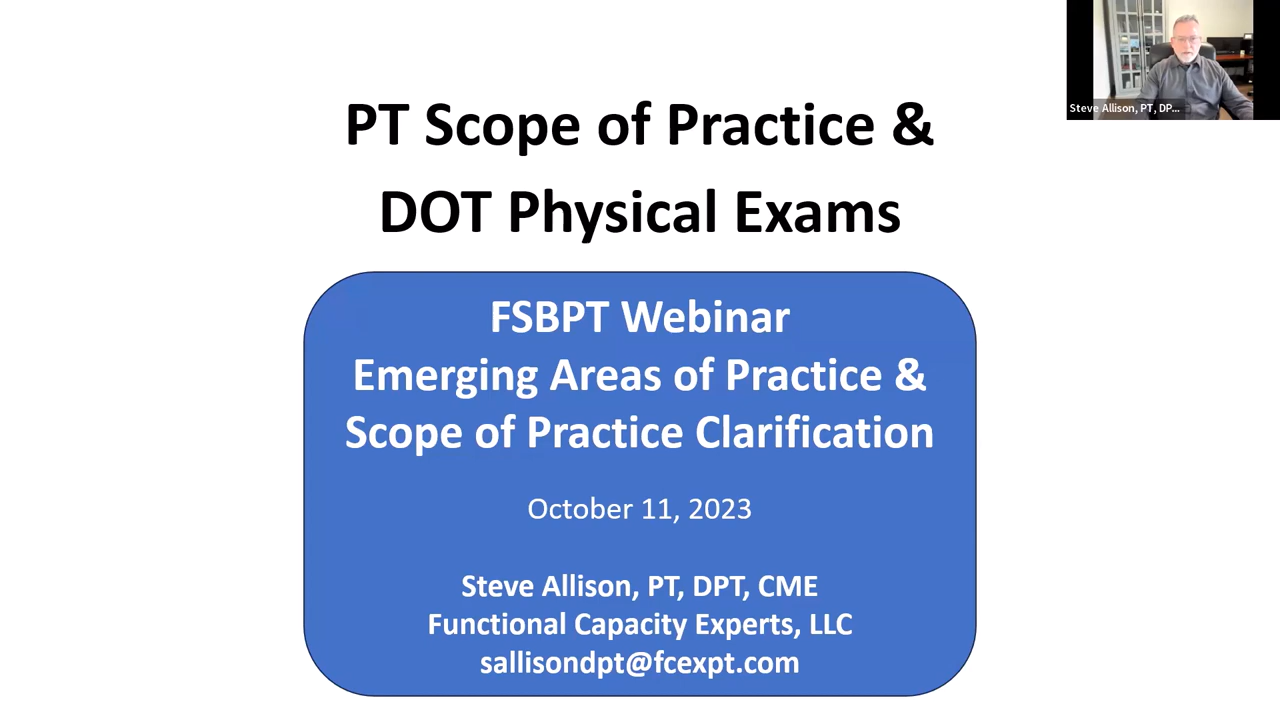 PT Scope of Practice &
DOT Physical Exams
FSBPT Webinar
Emerging Areas of Practice &
Scope of Practice Clarification
October 11, 2023
Steve Allison, PT, DPT, CME
Functional Capacity Experts, LLC
sallisondpt@fcexpt.com
Steve Allison, PT, DP...